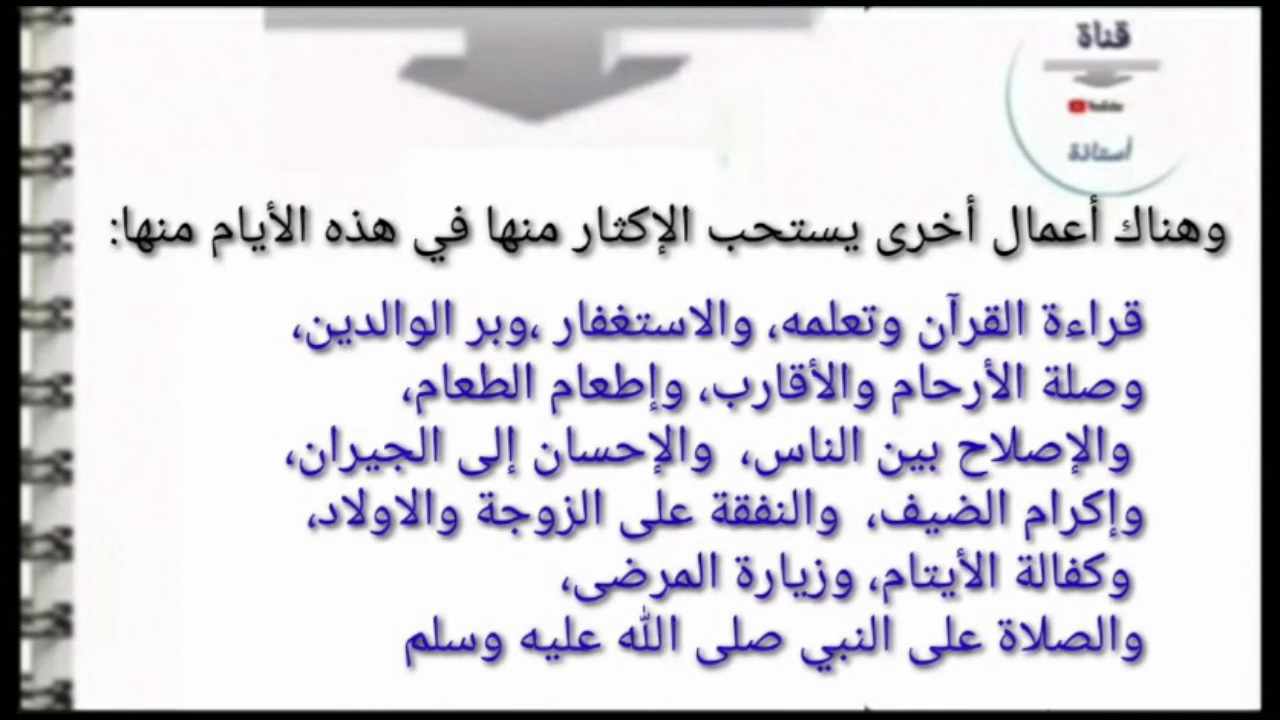 قناة
أستاذة
وهناك أعمال أخرى يستحب الإكثار منها في هذه الأيام منها:
قراءة القرآن وتعلمه، والاستغفار ،وبر الوالدين،
وصلة الأرحام والأقارب، وإطعام الطعام،
والإصلاح بين الناس، والإحسان إلى الجيران،
وإكرام الضيف، والنفقة على الزوجة والاولاد،
وكفالة الأيتام، وزيارة المرضى،
والصلاة على النبي صلى الله عليه وسلم